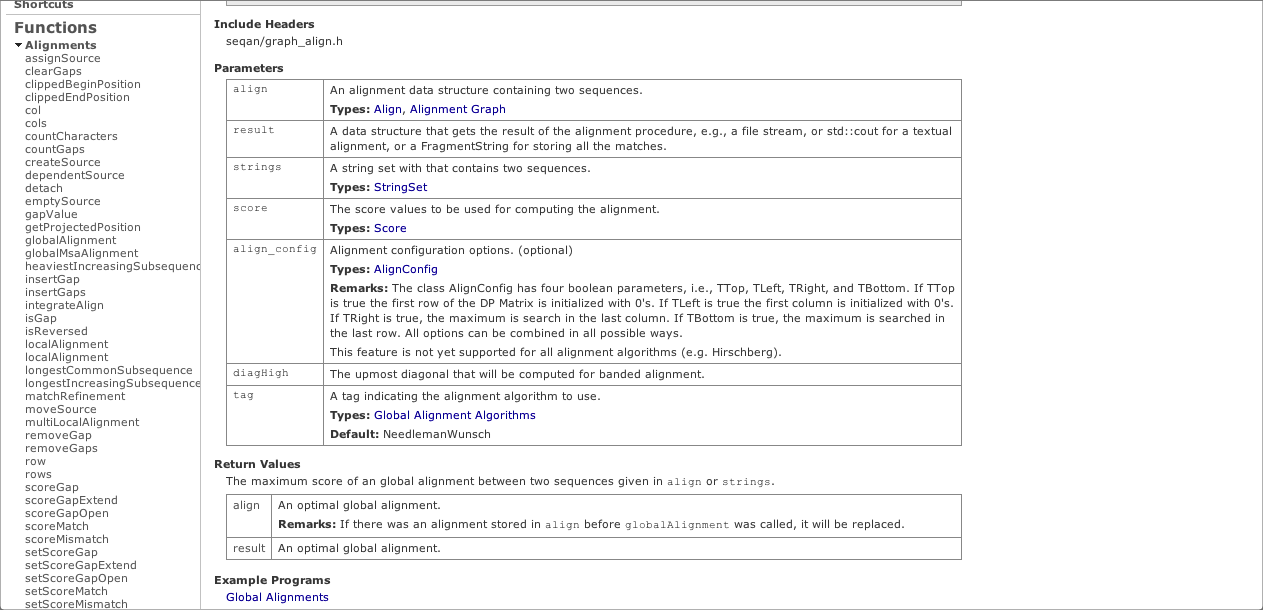 Shortcuts
Functions
Alignments
assignSource
clearGaps
clippedBeginPosition
clippedEndPosition
col
cols
countCharacters
countGaps
createSource
dependentSource
detach
emptySource
gapValue
getProjectedPosition
globalAlignment
globalMsaAlignment
heaviestIncreasingSubsequenc
insertGap
insertGaps
integrateAlign
isGap
isReversed
localAlignment
localAlignment
longestCommonSubsequence
longestIncreasingSubsequence
matchRefinement
moveSource
multiLocalAlignment
removeGap
removeGaps
row
rows
scoreGap
scoreGapExtend
scoreGapOpen
scoreMatch
scoreMismatch
setScoreGap
setScoreGapExtend
setScoreGapOpen
setScoreMatch
setScoreMismatch
Include Headers
seqan/graph_align.h
Parameters
align
An alignment data structure containing two sequences.
Types: Align, Alignment Graph
result
A data structure that gets the result of the alignment procedure, e.g., a file stream, or std::cout for a textual
alignment, or a FragmentString for storing all the matches.
strings
A string set with that contains two sequences.
Types: StringSet
score
The score values to be used for computing the alignment.
Types: Score
align_config
Alignment configuration options. (optional)
Types: AlignConfig
Remarks: The class AlignConfig has four boolean parameters, i.e., TTop, TLeft, TRight, and TBottom. If TTop
is true the first row of the DP Matrix is initialized with 0's. If TLeft is true the first column is initialized with 0's.
If TRight is true, the maximum is search in the last column. If TBottom is true, the maximum is searched in
the last row. All options can be combined in all possible ways.
This feature is not yet supported for all alignment algorithms (e.g. Hirschberg).
diagHigh
The upmost diagonal that will be computed for banded alignment.
tag
A tag indicating the alignment algorithm to use.
Types: Global Alignment Algorithms
Default: NeedlemanWunsch
Return Values
The maximum score of an global alignment between two sequences given in align or strings.
align
An optimal global alignment.
Remarks: If there was an alignment stored in align before globalAlignment was called, it will be replaced.
result
An optimal global alignment.
Example Programs
Global Alignments